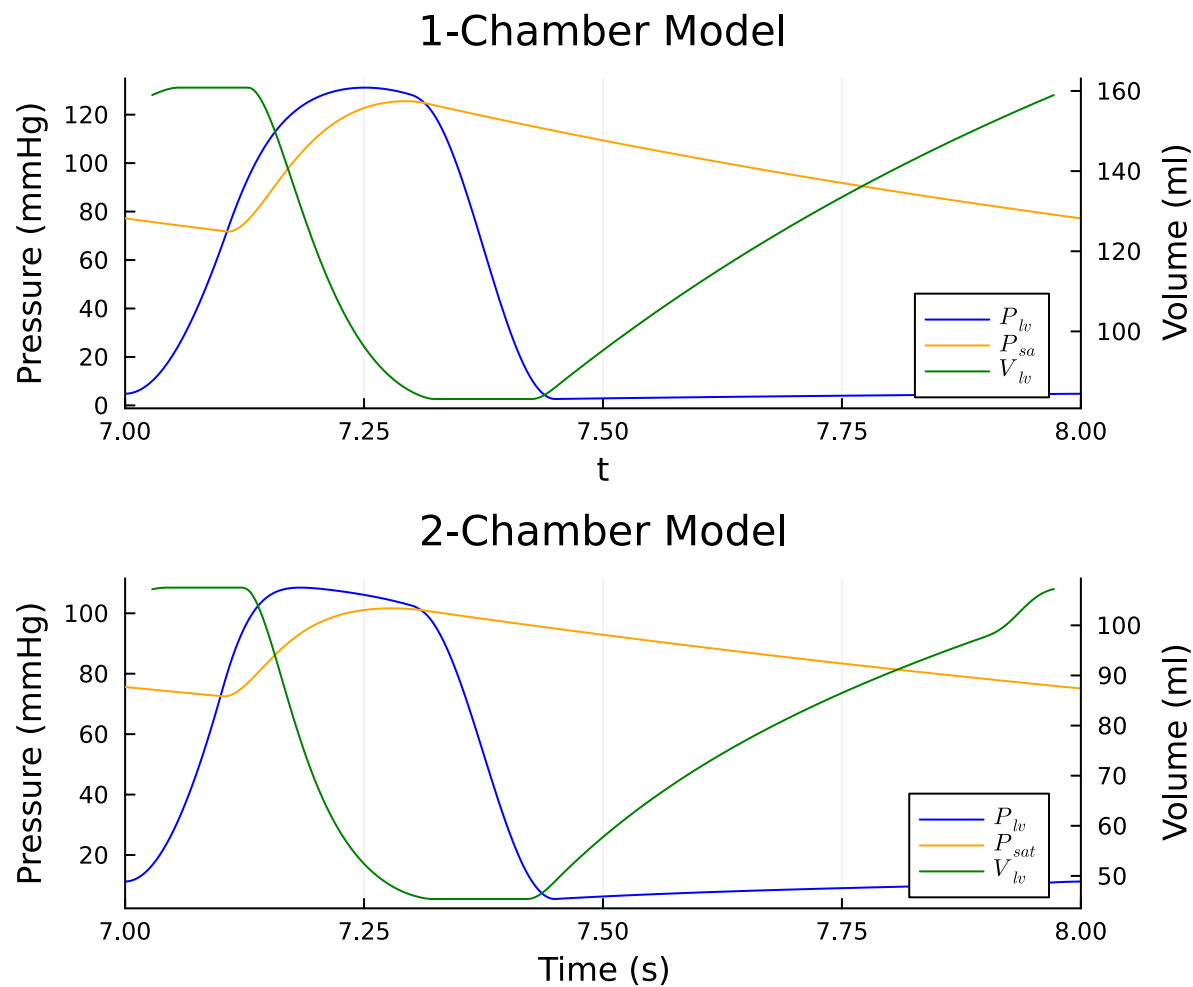 1-Chamber Model
Pressure (mmHg)
120
100
80
60
40
20
0
160
140
120
100
Volume (ml)
P_lv
P_sa
V_lv
7.00 7.25 7.50 7.75 8.00
t
2-Chamber Model
Pressure (mmHg)
100
80
60
40
20
100
90
80
70
60
50
Volume (ml)
P_lv
P_sat
V_lv
7.00 7.25 7.50 7.75 8.00
Time (s)